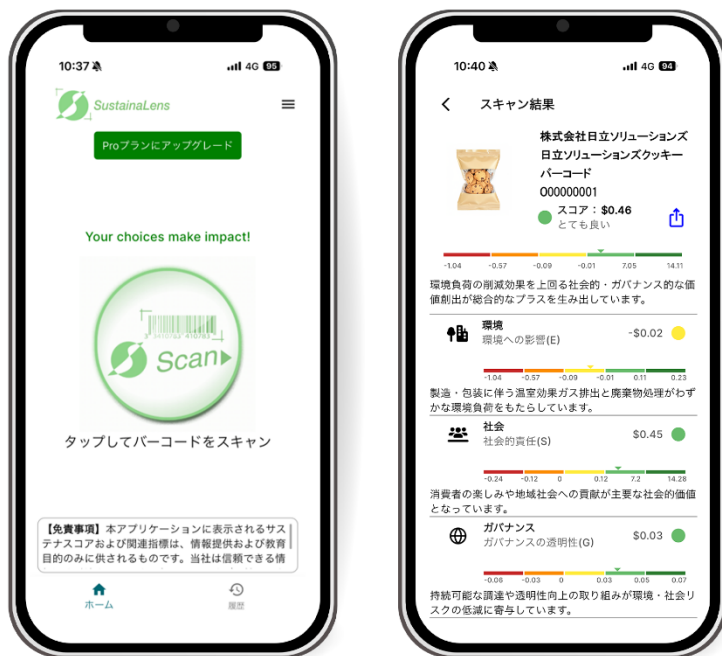 10:37
4G 95
SustainaLens
Proプランにアップグレード
Your choices make impact!
Scan
タップしてバーコードをスキャン
【免責事項】本アプリケーションに表示されるサス
テナスコアおよび関連指標は、情報提供および教育
目的のみに供されるものです。当社は信頼できる情
ホーム
履歴
10:40
4G 94
スキャン結果
株式会社日立ソリューションズ
日立ソリューションズクッキー
バーコード
000000001
スコア：$0.46
とても良い
-1.04 -0.57 -0.09 -0.01 7.05 14.11
環境負荷の削減効果を上回る社会的・ガバナンス的な価
値創出が総合的なプラスを生み出しています。
環境
環境への影響(E)
-$0.02
-1.04 -0.57 -0.09 -0.01 0.11 0.23
製造・包装に伴う温室効果ガス排出と廃棄物処理がわず
かな環境負荷をもたらしています。
社会
社会的責任(S)
$0.45
-0.24 -0.12 0 0.12 7.2 14.28
消費者の楽しみや地域社会への貢献が主要な社会的価値
となっています。
ガバナンス
ガバナンスの透明性(G)
$0.03
-0.06 -0.03 0 0.03 0.05 0.07
持続可能な調達や透明性向上の取り組みが環境・社会リ
スクの低減に寄与しています。